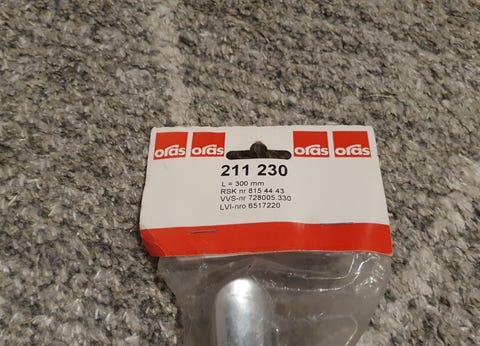 oras oras oras oras
211 230
L = 300 mm
RSK nr 815 44 43
VVS-nr 728005.330
LVI-nro 6517220